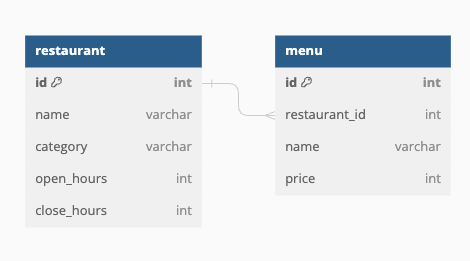 restaurant
id int
name varchar
category varchar
open_hours int
close_hours int
menu
id int
restaurant_id int
name varchar
price int